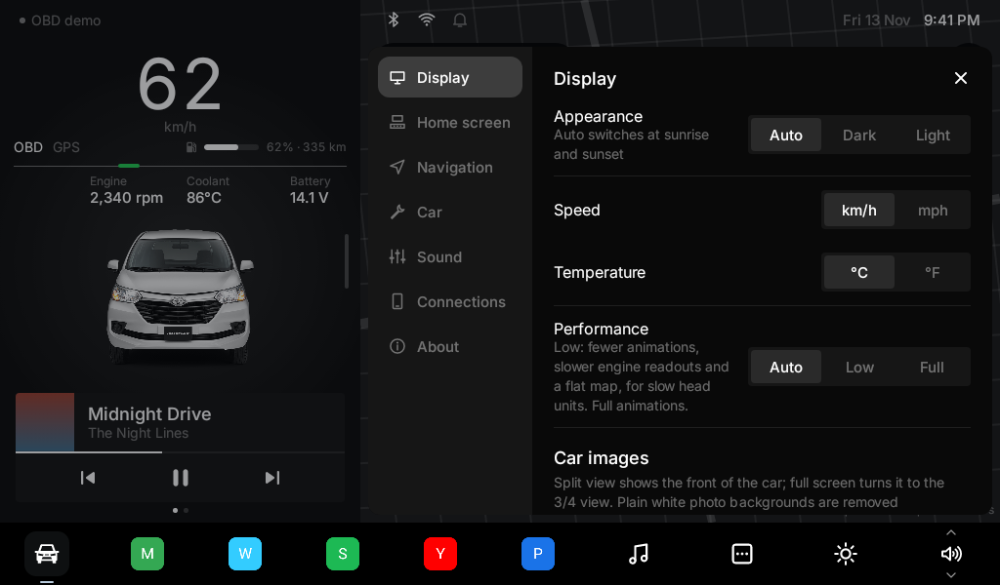 OBD demo
Fri 13 Nov 9:41 PM
62
km/h
OBD GPS
62% · 335 km
Engine
2,340 rpm
Coolant
86°C
Battery
14.1 V
Midnight Drive
The Night Lines
Display
Home screen
Navigation
Car
Sound
Connections
About
Display
Appearance
Auto switches at sunrise
and sunset
Auto Dark Light
Speed
km/h mph
Temperature
°C °F
Performance
Low: fewer animations,
slower engine readouts and
a flat map, for slow head
units. Full animations.
Auto Low Full
Car images
Split view shows the front of the car; full screen turns it to the
3/4 view. Plain white photo backgrounds are removed
M W S Y P